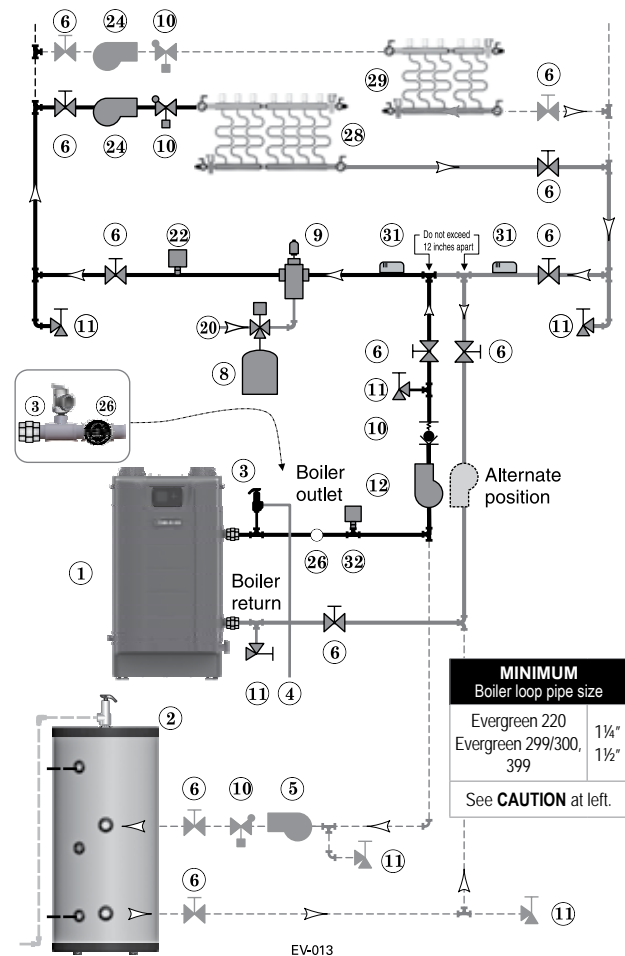 6 24 10
29 6
6 24 10 28
6
6 22 9 31 Do not exceed 12 inches apart 31 6
11 20 8 6 6 11
11
3 26 10
3 Boiler outlet 12 Alternate position
1 26 32
Boiler return
11 4 6
MINIMUM
Boiler loop pipe size
Evergreen 220 1¼"
Evergreen 299/300, 399 1½"
See CAUTION at left.
2
6 10 5
11
6
11
EV-013